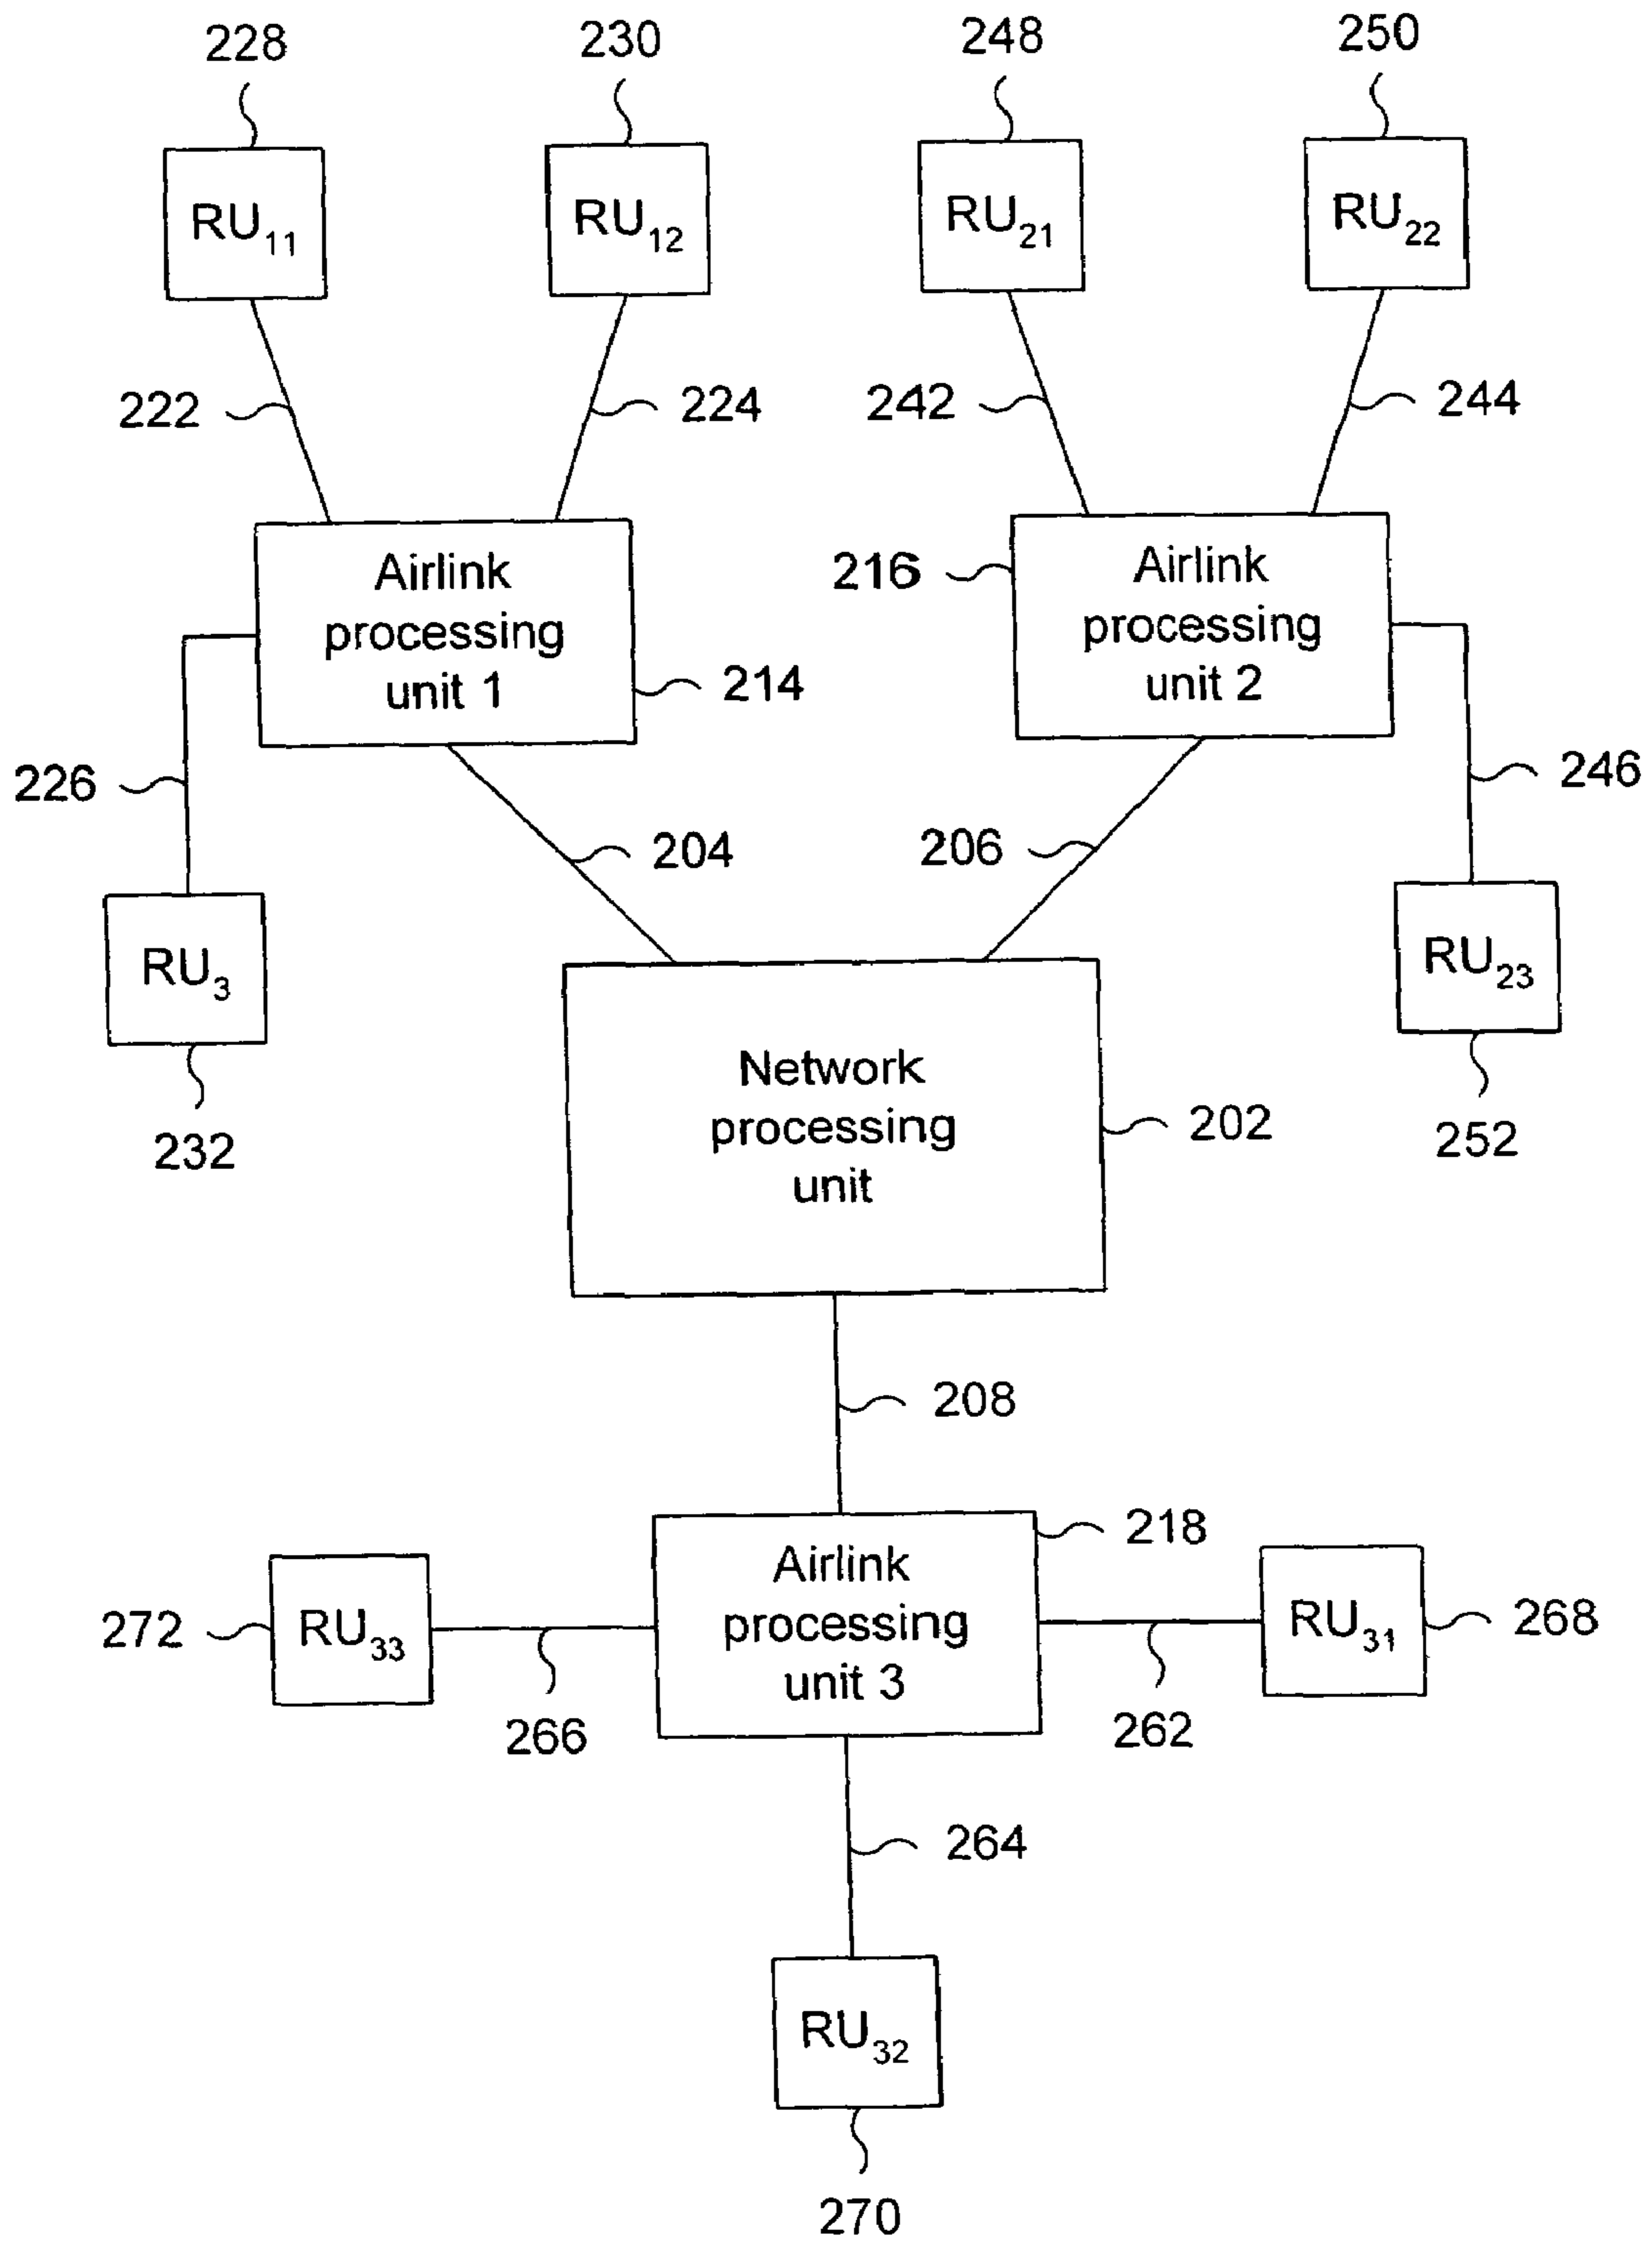 228
230
248
250
RU11
RU12
RU21
RU22
222
224
242
244
Airlink
processing
unit 1
214
216
Airlink
processing
unit 2
226
204
206
246
RU3
RU23
232
252
Network
processing
unit
202
208
218
Airlink
processing
unit 3
272
RU33
RU31
268
266
262
264
RU32
270